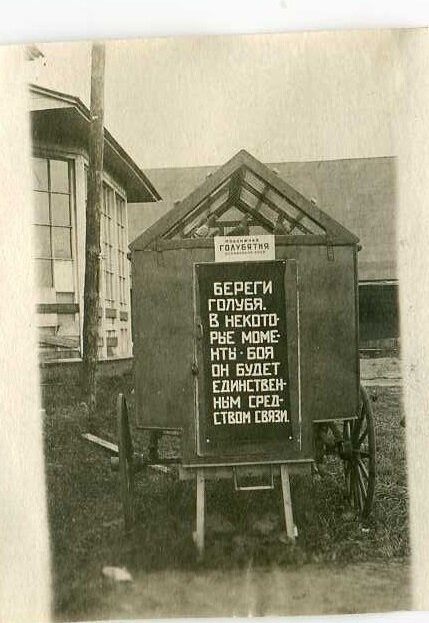 ПОДВИЖНАЯ
ГОЛУБЯТНЯ
БЕРЕГИ
ГОЛУБЯ.
В НЕКОТО-
РЫЕ МОМЕ-
НТЫ - БОЯ
ОН БУДЕТ
ЕДИНСТВЕН-
НЫМ СРЕД-
СТВОМ СВЯЗИ.